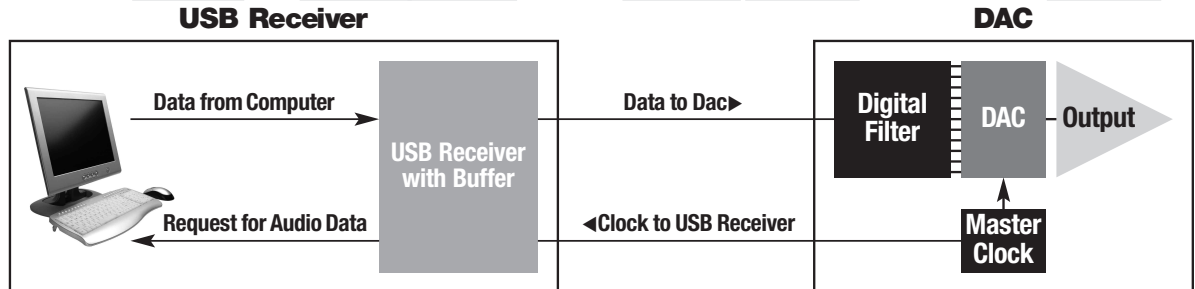 USB Receiver
DAC
Data from Computer
USB Receiver
with Buffer
Request for Audio Data
Data to Dac▶
◀Clock to USB Receiver
Digital
Filter
DAC
Output
Master
Clock